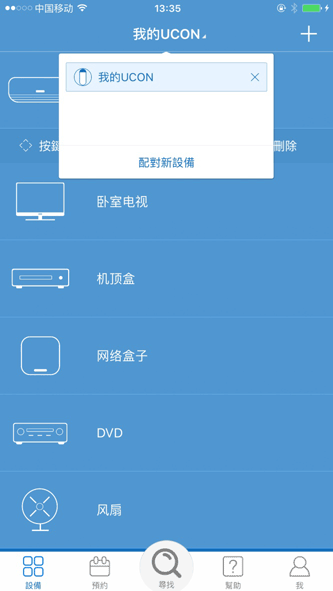 中国移动 13:35
我的UCON
我的UCON
配對新設備
按鍵
刪除
卧室电视
机顶盒
网络盒子
DVD
风扇
設備
預約
尋找
幫助
我